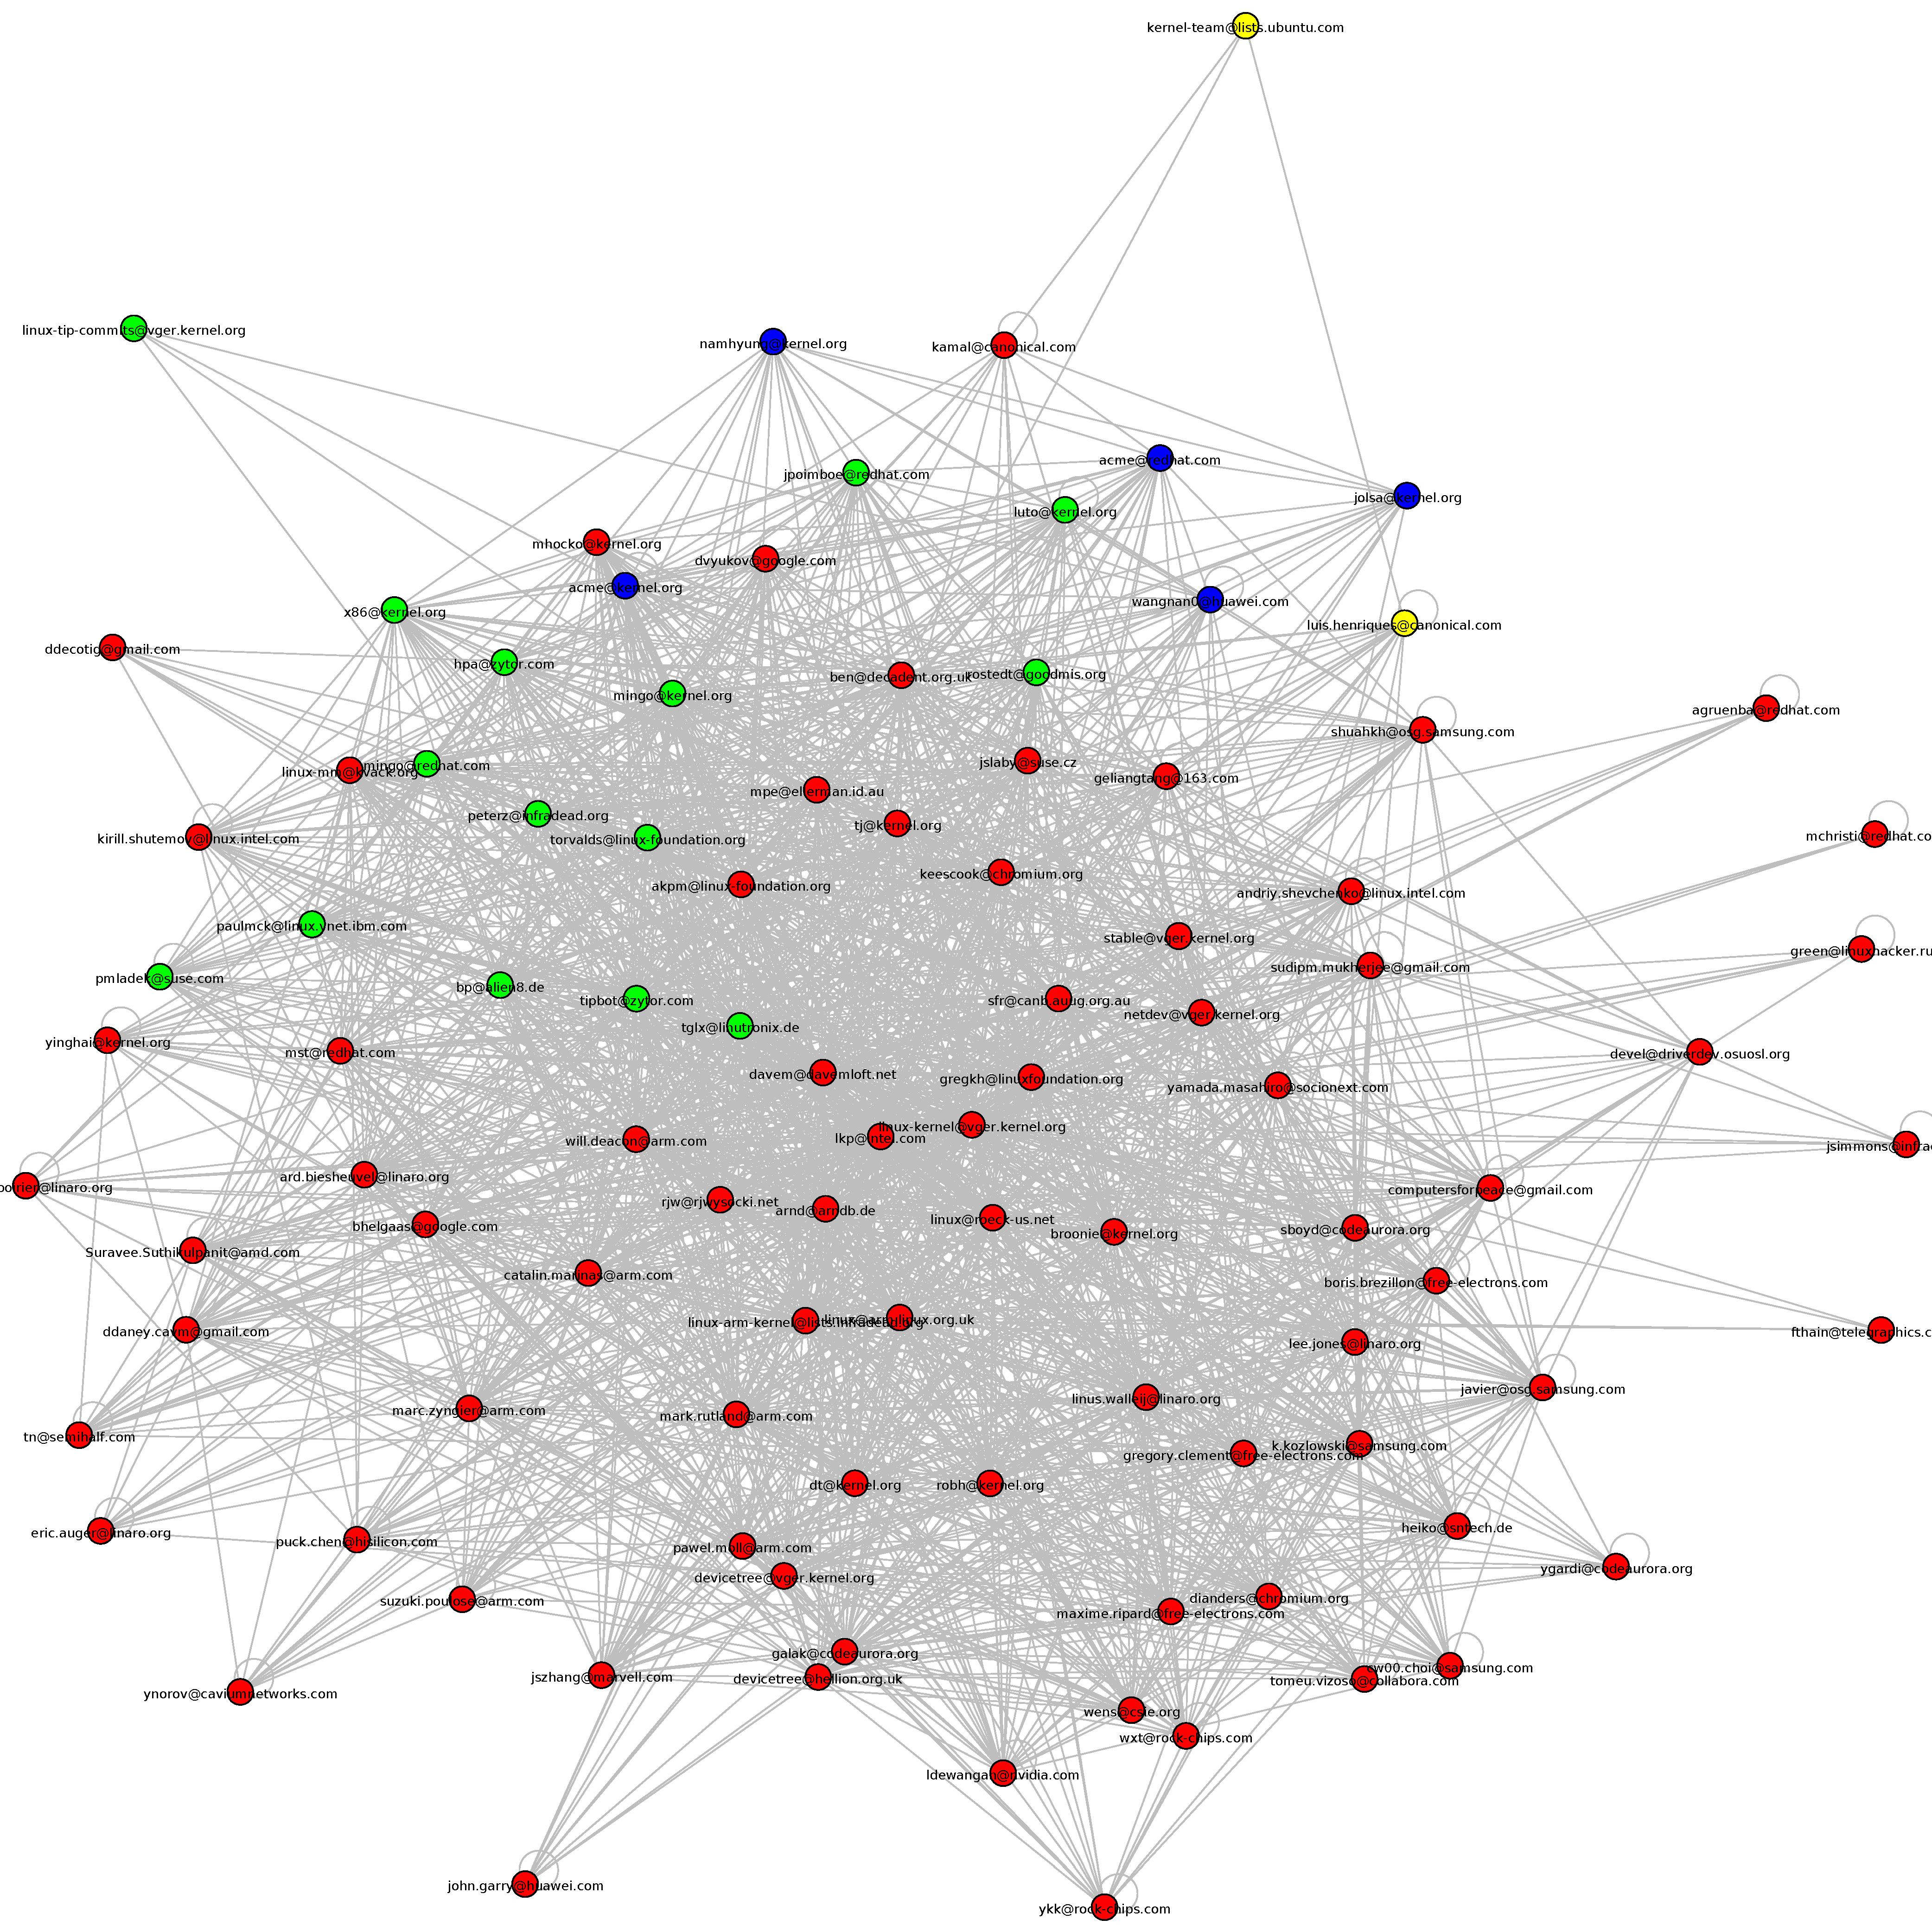 kernel-team@lists.ubuntu.com
linux-tip-commits@vger.kernel.org
namhyung@kernel.org
kamal@canonical.com
acme@redhat.com
jpoimboe@redhat.com
jolsa@kernel.org
luto@kernel.org
mhocko@kernel.org
dvyukov@google.com
acme@kernel.org
wangnan0@huawei.com
x86@kernel.org
luis.henriques@canonical.com
ddecotig@gmail.com
hpa@zytor.com
ben@decadent.org.uk
rostedt@goodmis.org
mingo@kernel.org
agruenba@redhat.com
shuahkh@osg.samsung.com
jslaby@suse.cz
mingo@redhat.com
linux-mm@kvack.org
geliangtang@163.com
mpe@ellerman.id.au
peterz@infradead.org
tj@kernel.org
mchristi@redhat.co
kirill.shutemov@linux.intel.com
torvalds@linux-foundation.org
keescook@chromium.org
akpm@linux-foundation.org
andriy.shevchenko@linux.intel.com
paulmck@linux.vnet.ibm.com
stable@vger.kernel.org
green@linuxhacker.ru
sudipm.mukherjee@gmail.com
pmladek@suse.com
bp@alien8.de
tipbot@zytor.com
sfr@canb.auug.org.au
netdev@vger.kernel.org
tglx@linutronix.de
yinghai@kernel.org
mst@redhat.com
devel@driverdev.osuosl.org
davem@davemloft.net
gregkh@linuxfoundation.org
yamada.masahiro@socionext.com
linux-kernel@vger.kernel.org
will.deacon@arm.com
lkp@intel.com
jsimmons@infrade
ard.biesheuvel@linaro.org
poirier@linaro.org
computersforpeace@gmail.com
rjw@rjwysocki.net
arnd@arndb.de
linux@roeck-us.net
bhelgaas@google.com
broonie@kernel.org
sboyd@codeaurora.org
Suravee.Suthikulpanit@amd.com
catalin.marinas@arm.com
boris.brezillon@free-electrons.com
linux-arm-kernel@lists.infradead.org
linux@arm.linux.org.uk
ddaney.cavm@gmail.com
fthain@telegraphics.c
lee.jones@linaro.org
javier@osg.samsung.com
linus.walleij@linaro.org
marc.zyngier@arm.com
mark.rutland@arm.com
tn@semihalf.com
k.kozlowski@samsung.com
gregory.clement@free-electrons.com
dt@kernel.org
robh@kernel.org
heiko@sntech.de
eric.auger@linaro.org
puck.chen@hisilicon.com
pawel.moll@arm.com
ygardi@codeaurora.org
devicetree@vger.kernel.org
suzuki.poulose@arm.com
dianders@chromium.org
maxime.ripard@free-electrons.com
galak@codeaurora.org
cw00.choi@samsung.com
jszhang@marvell.com
devicetree@hellion.org.uk
tomeu.vizoso@collabora.com
ynorov@caviumnetworks.com
wens@csie.org
wxt@rock-chips.com
ldewangan@nvidia.com
john.garry@huawei.com
ykk@rock-chips.com